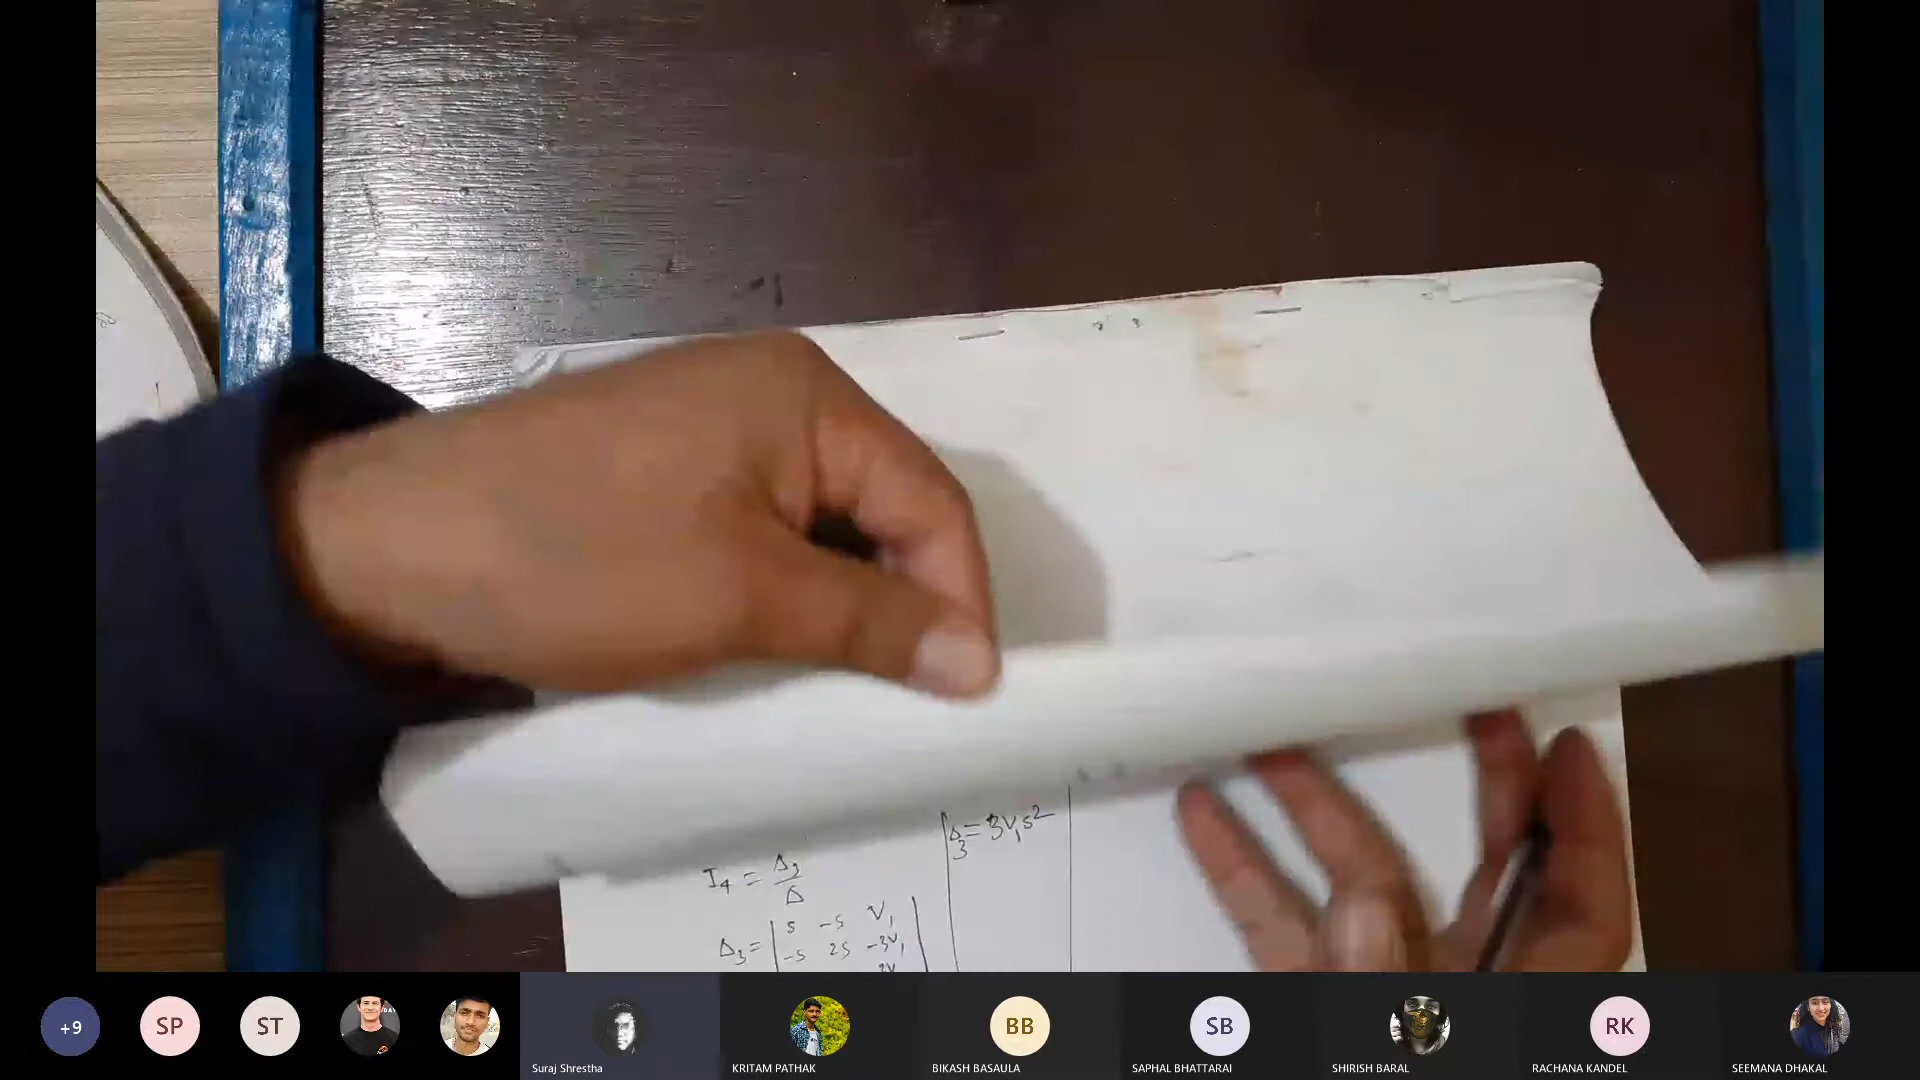 Δ₃ = 3V₁s²
I₄ = Δ₃/Δ
Δ₃ = | s -s V₁ |
-s 2s -3V₁
2V
+9
SP
ST
BB
SB
RK
Suraj Shrestha
KRITAM PATHAK
BIKASH BASAULA
SAPHAL BHATTARAI
SHIRISH BARAL
RACHANA KANDEL
SEEMANA DHAKAL